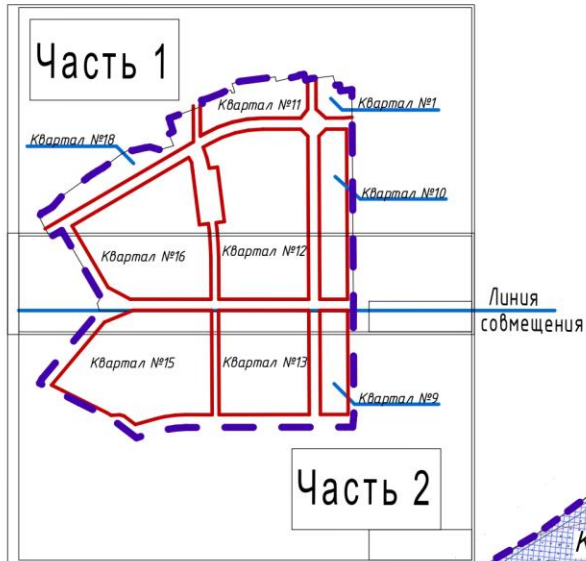 Часть 1
Квартал №11
Квартал №1
Квартал №18
Квартал №10
Квартал №16
Квартал №12
Линия
совмещения
Квартал №15
Квартал №13
Квартал №9
Часть 2